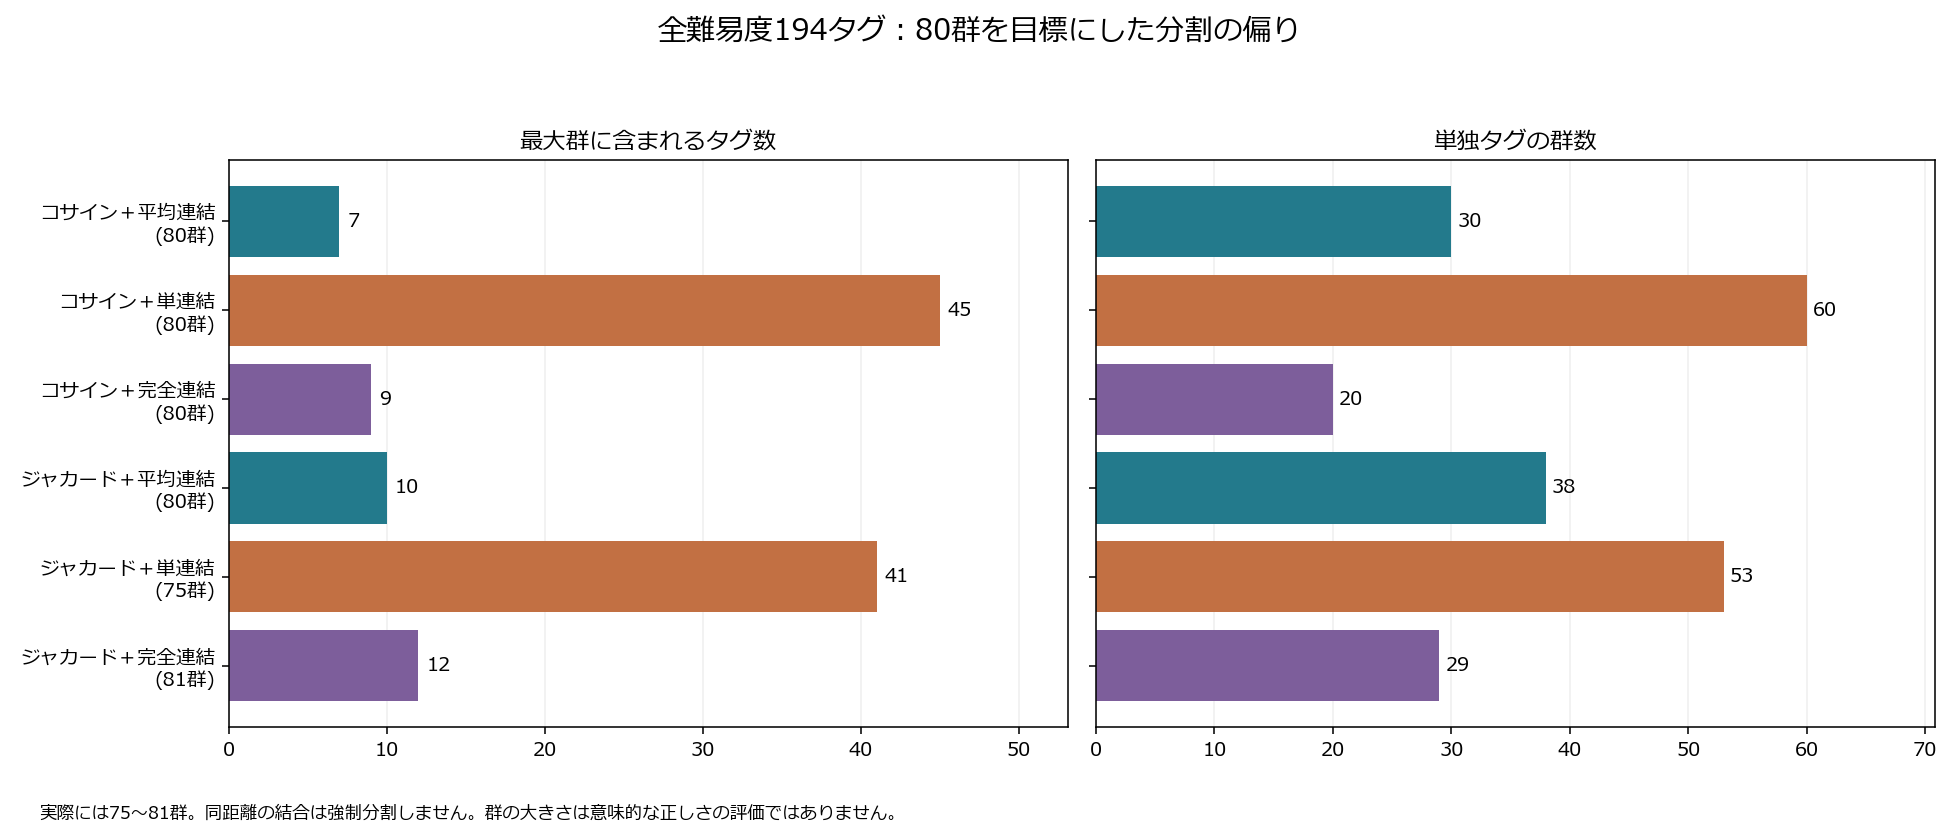 全難易度194タグ：80群を目標にした分割の偏り
最大群に含まれるタグ数
コサイン＋平均連結
(80群)
7
コサイン＋単連結
(80群)
45
コサイン＋完全連結
(80群)
9
ジャカード＋平均連結
(80群)
10
ジャカード＋単連結
(75群)
41
ジャカード＋完全連結
(81群)
12
0 10 20 30 40 50
単独タグの群数
30
60
20
38
53
29
0 10 20 30 40 50 60 70
実際には75～81群。同距離の結合は強制分割しません。群の大きさは意味的な正しさの評価ではありません。